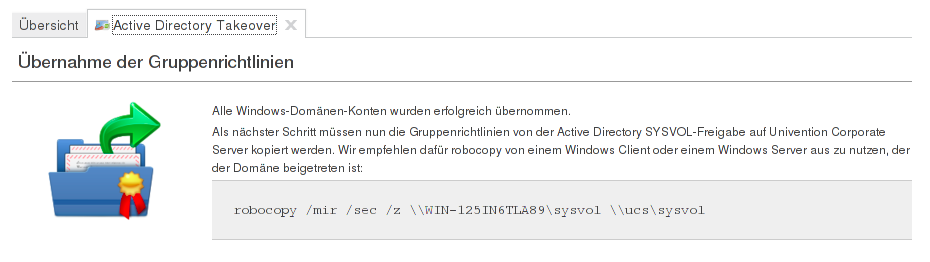 Übersicht Active Directory Takeover
Übernahme der Gruppenrichtlinien
Alle Windows-Domänen-Konten wurden erfolgreich übernommen.
Als nächster Schritt müssen nun die Gruppenrichtlinien von der Active Directory SYSVOL-Freigabe auf Univention Corporate
Server kopiert werden. Wir empfehlen dafür robocopy von einem Windows Client oder einem Windows Server aus zu nutzen, der
der Domäne beigetreten ist:
robocopy /mir /sec /z \\WIN-125IN6TLA89\sysvol \\ucs\sysvol